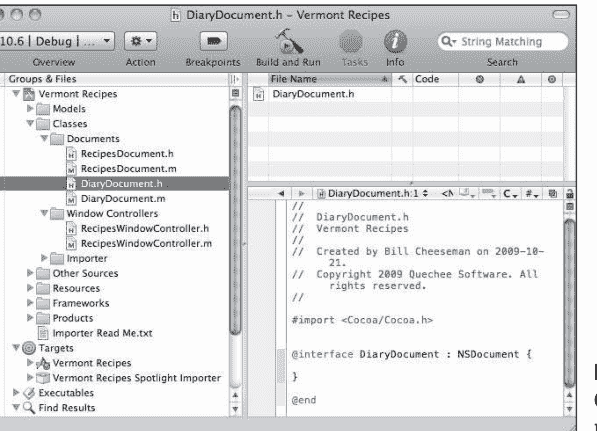 DiaryDocument.h – Vermont Recipes
10.6 | Debug | ...
String Matching
Overview
Action
Breakpoints
Build and Run
Tasks
Info
Search
Groups & Files
Vermont Recipes
Models
Classes
Documents
RecipesDocument.h
RecipesDocument.m
DiaryDocument.h
DiaryDocument.m
Window Controllers
RecipesWindowController.h
RecipesWindowController.m
Importer
Other Sources
Resources
Frameworks
Products
Importer Read Me.txt
Targets
Vermont Recipes
Vermont Recipes Spotlight Importer
Executables
Find Results
File Name
Code
DiaryDocument.h
DiaryDocument.h:1
C
#
//
// DiaryDocument.h
// Vermont Recipes
//
// Created by Bill Cheeseman on 2009-10-
21.
// Copyright 2009 Quechee Software. All
rights reserved.
//
#import <Cocoa/Cocoa.h>
@interface DiaryDocument : NSDocument {
}
@end